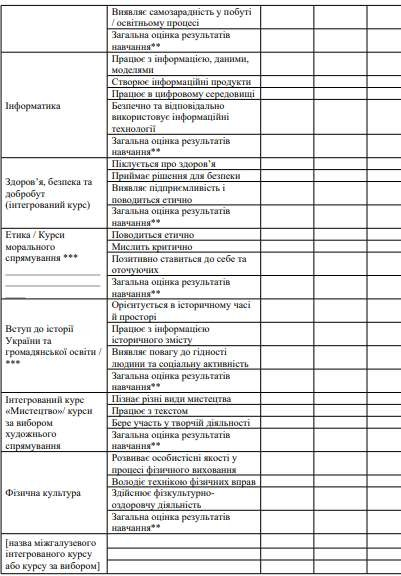 Виявляє самозарадність у побуті
/ освітньому процесі
Загальна оцінка результатів
навчання**
Інформатика
Працює з інформацією, даними,
моделями
Створює інформаційні продукти
Працює в цифровому середовищі
Безпечно та відповідально
використовує інформаційні
технології
Загальна оцінка результатів
навчання**
Здоров’я, безпека та
добробут
(інтегрований курс)
Піклується про здоров’я
Приймає рішення для безпеки
Виявляє підприємливість і
поводиться етично
Загальна оцінка результатів
навчання**
Етика / Курси
морального
спрямування ***
Поводиться етично
Мислить критично
Позитивно ставиться до себе та
оточуючих
Загальна оцінка результатів
навчання**
Вступ до історії
України та
громадянської освіти /
***
Орієнтується в історичному часі
й просторі
Працює з інформацією
історичного змісту
Виявляє повагу до гідності
людини та соціальну активність
Загальна оцінка результатів
навчання**
Інтегрований курс
«Мистецтво»/ курси
за вибором
художнього
спрямування
Пізнає різні види мистецтва
Працює з текстом
Бере участь у творчій діяльності
Загальна оцінка результатів
навчання**
Фізична культура
Розвиває особистісні якості у
процесі фізичного виховання
Володіє технікою фізичних вправ
Здійснює фізкультурно-
оздоровчу діяльність
Загальна оцінка результатів
навчання**
[назва міжгалузевого
інтегрованого курсу
або курсу за вибором]